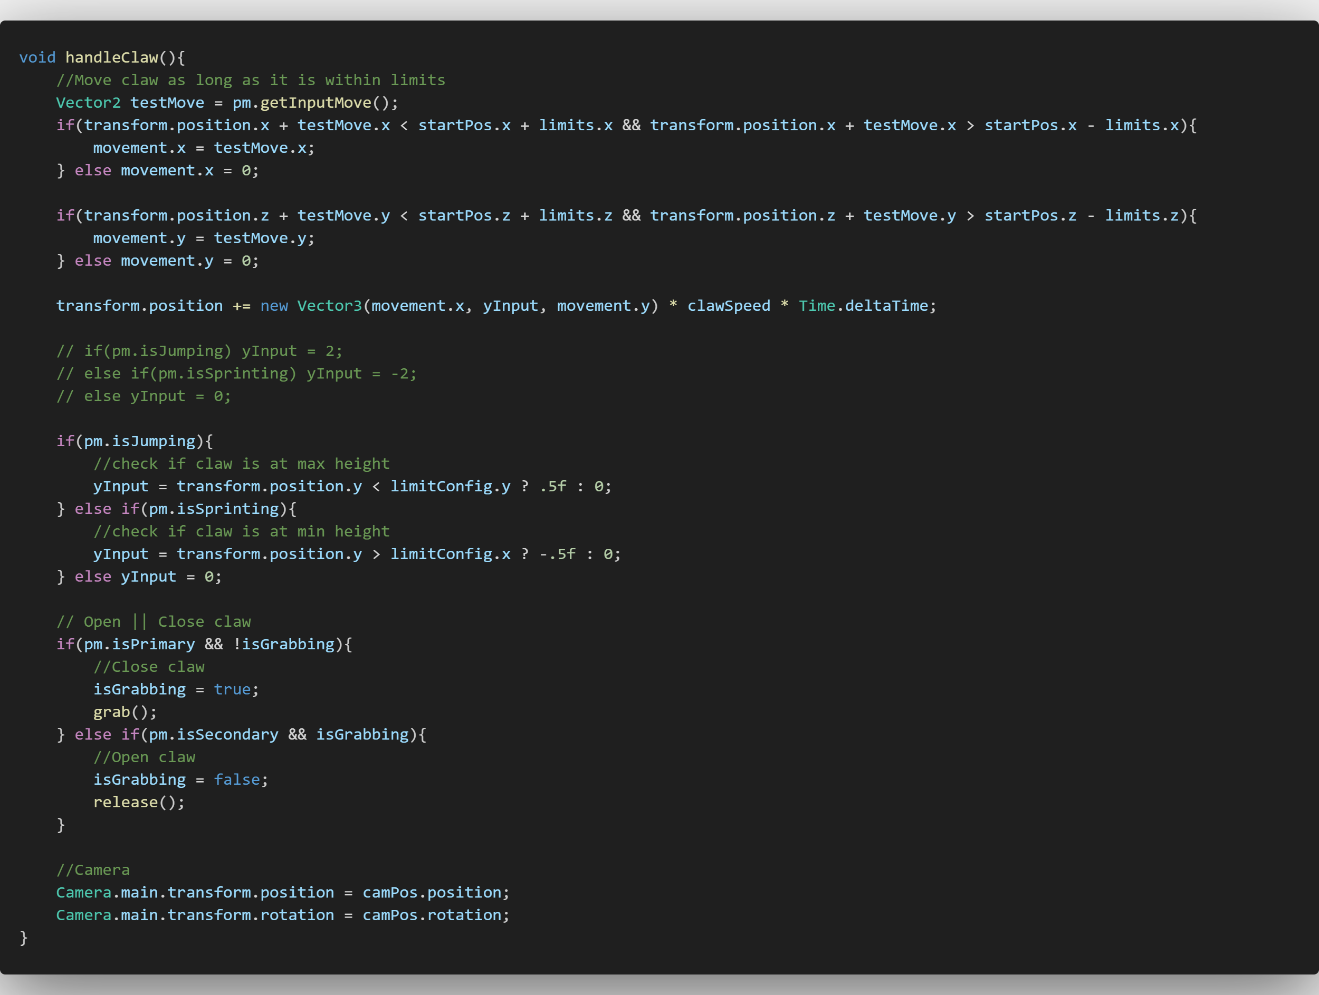 void handleClaw(){
    //Move claw as long as it is within limits
    Vector2 testMove = pm.getInputMove();
    if(transform.position.x + testMove.x < startPos.x + limits.x && transform.position.x + testMove.x > startPos.x - limits.x){
        movement.x = testMove.x;
    } else movement.x = 0;

    if(transform.position.z + testMove.y < startPos.z + limits.z && transform.position.z + testMove.y > startPos.z - limits.z){
        movement.y = testMove.y;
    } else movement.y = 0;

    transform.position += new Vector3(movement.x, yInput, movement.y) * clawSpeed * Time.deltaTime;

    // if(pm.isJumping) yInput = 2;
    // else if(pm.isSprinting) yInput = -2;
    // else yInput = 0;

    if(pm.isJumping){
        //check if claw is at max height
        yInput = transform.position.y < limitConfig.y ? .5f : 0;
    } else if(pm.isSprinting){
        //check if claw is at min height
        yInput = transform.position.y > limitConfig.x ? -.5f : 0;
    } else yInput = 0;

    // Open || Close claw
    if(pm.isPrimary && !isGrabbing){
        //Close claw
        isGrabbing = true;
        grab();
    } else if(pm.isSecondary && isGrabbing){
        //Open claw
        isGrabbing = false;
        release();
    }

    //Camera
    Camera.main.transform.position = camPos.position;
    Camera.main.transform.rotation = camPos.rotation;
}